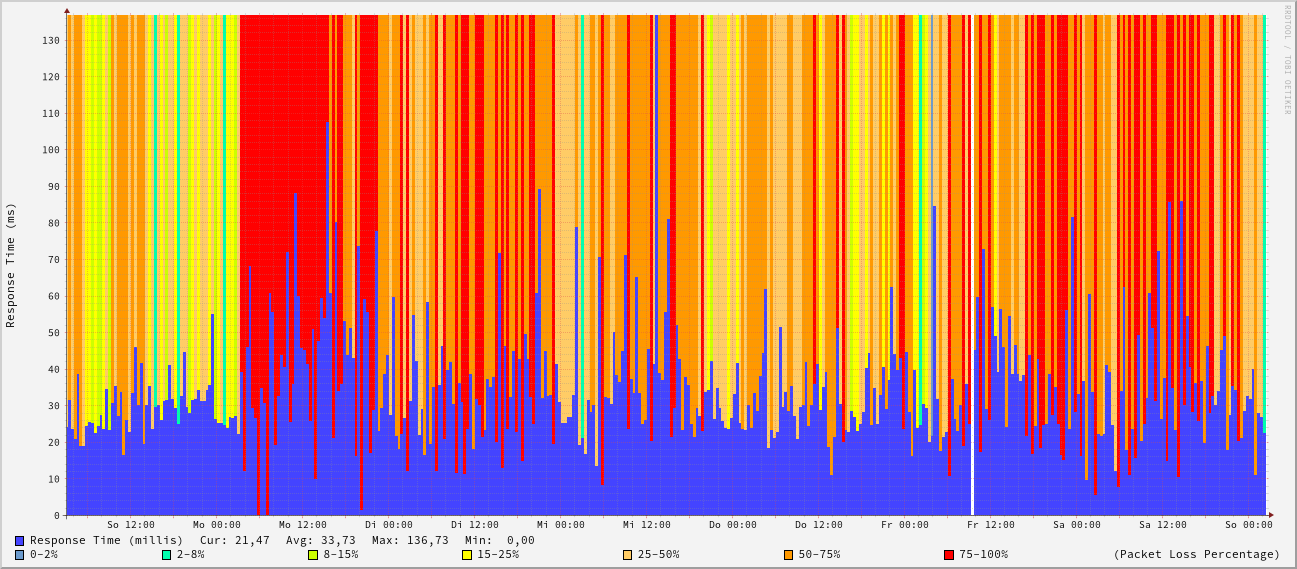 RRDTOOL / TOBI OETIKER
Response Time (ms)
130
120
110
100
90
80
70
60
50
40
30
20
10
0
So 12:00 Mo 00:00 Mo 12:00 Di 00:00 Di 12:00 Mi 00:00 Mi 12:00 Do 00:00 Do 12:00 Fr 00:00 Fr 12:00 Sa 00:00 Sa 12:00 So 00:00
Response Time (millis) Cur: 21,47 Avg: 33,73 Max: 136,73 Min: 0,00
0-2% 2-8% 8-15% 15-25% 25-50% 50-75% 75-100% (Packet Loss Percentage)